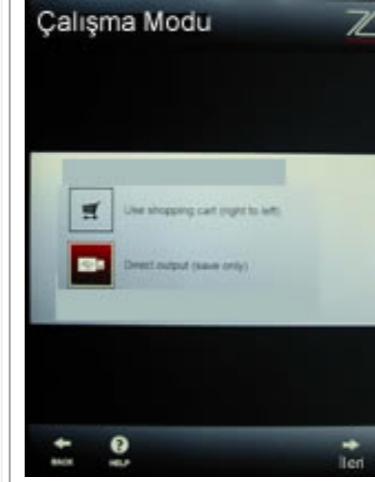 Çalışma Modu
Use shopping cart (right to left)
Direct output (save only)
BACK
HELP
İleri